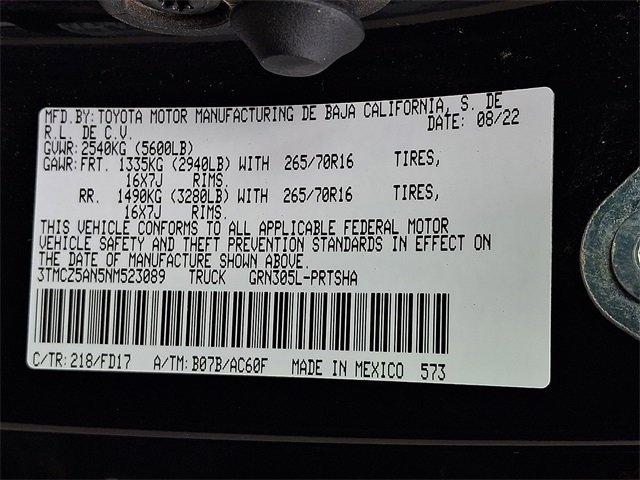 MFD.BY: TOYOTA MOTOR MANUFACTURING DE BAJA CALIFORNIA, S. DE
R.L. DE C.V. DATE: 08/22
GVWR: 2540KG (5600LB)
GAWR: FRT. 1335KG (2940LB) WITH 265/70R16 TIRES,
16X7J RIMS.
RR. 1490KG (3280LB) WITH 265/70R16 TIRES,
16X7J RIMS.
THIS VEHICLE CONFORMS TO ALL APPLICABLE FEDERAL MOTOR
VEHICLE SAFETY AND THEFT PREVENTION STANDARDS IN EFFECT ON
THE DATE OF MANUFACTURE SHOWN ABOVE.
3TMCZ5AN5NM523089 TRUCK GRN305L-PRTSHA
C/TR: 218/FD17 A/TM: B07B/AC60F MADE IN MEXICO 573